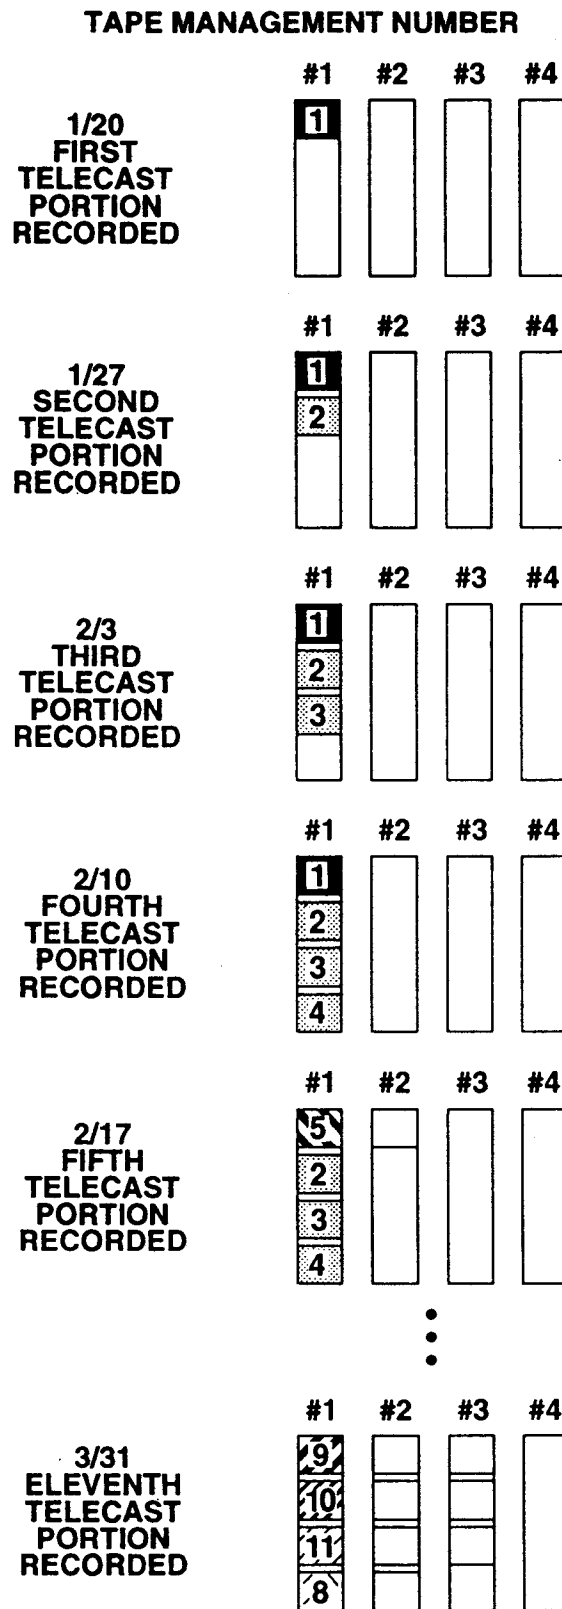 TAPE MANAGEMENT NUMBER
#1 #2 #3 #4
1/20
FIRST
TELECAST
PORTION
RECORDED
1
#1 #2 #3 #4
1/27
SECOND
TELECAST
PORTION
RECORDED
1
2
#1 #2 #3 #4
2/3
THIRD
TELECAST
PORTION
RECORDED
1
2
3
#1 #2 #3 #4
2/10
FOURTH
TELECAST
PORTION
RECORDED
1
2
3
4
#1 #2 #3 #4
2/17
FIFTH
TELECAST
PORTION
RECORDED
5
2
3
4
#1 #2 #3 #4
3/31
ELEVENTH
TELECAST
PORTION
RECORDED
9
10
11
8